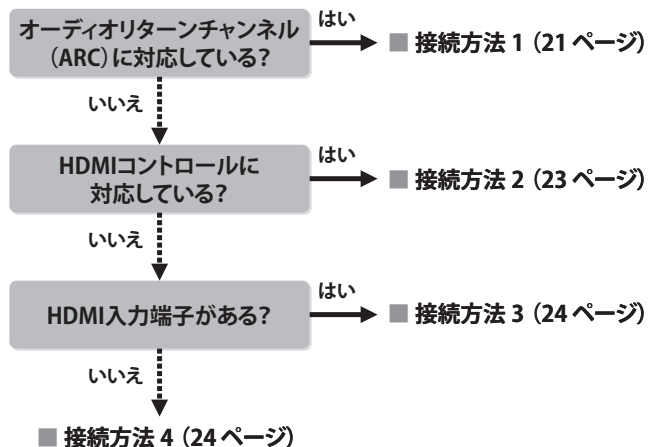 オーディオリターンチャンネル
（ARC）に対応している？
はい
■ 接続方法 1（21 ページ）
いいえ
HDMIコントロールに
対応している？
はい
■ 接続方法 2（23 ページ）
いいえ
HDMI入力端子がある？
はい
■ 接続方法 3（24 ページ）
いいえ
■ 接続方法 4（24 ページ）